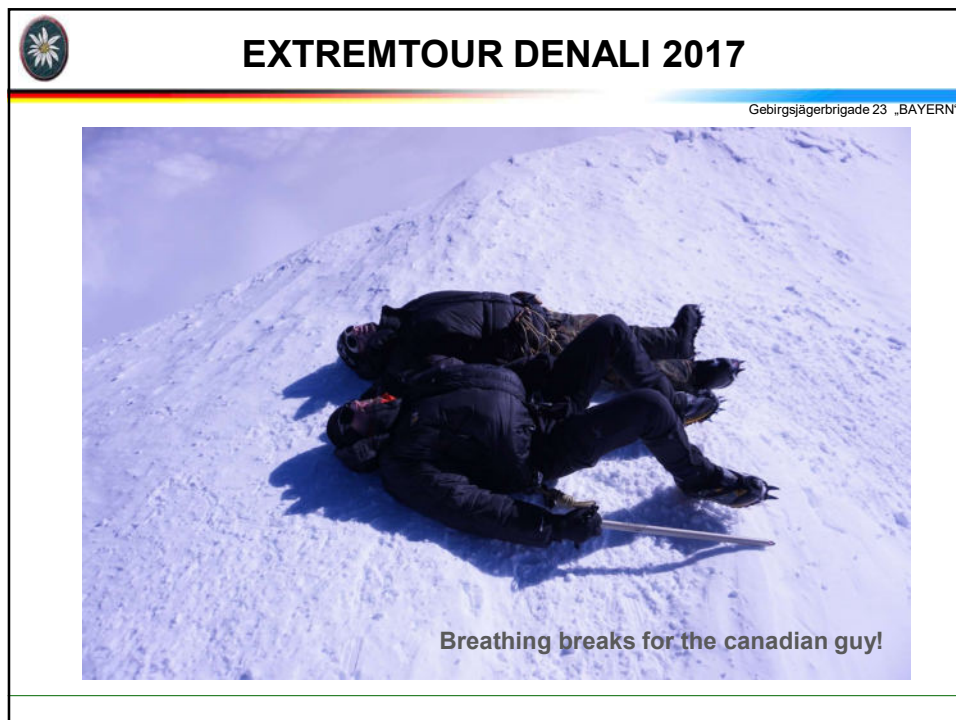 EXTREMTOUR DENALI 2017
Gebirgsjägerbrigade 23 „BAYERN“
Breathing breaks for the canadian guy!